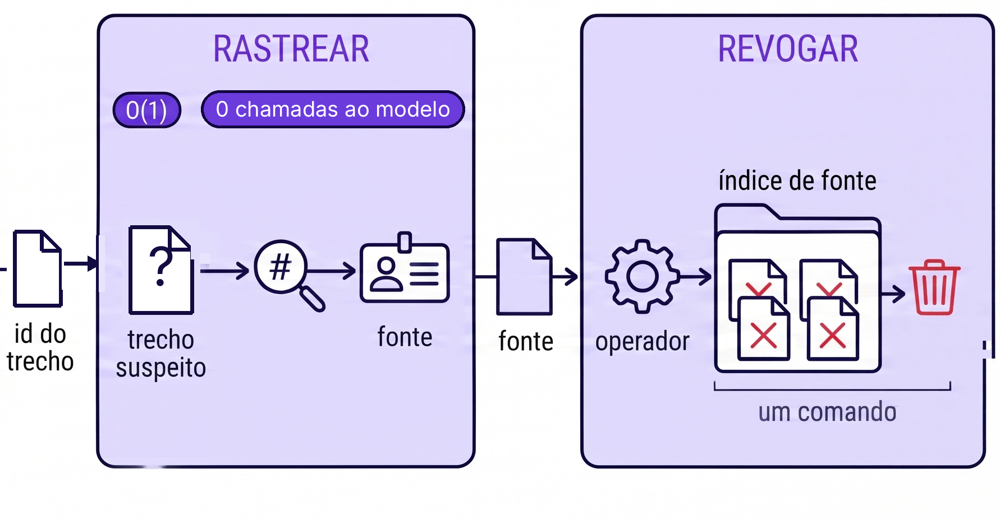 RASTREAR
0(1)
0 chamadas ao modelo
id do
trecho
?
trecho
suspeito
#
fonte
fonte
REVOGAR
operador
índice de fonte
um comando